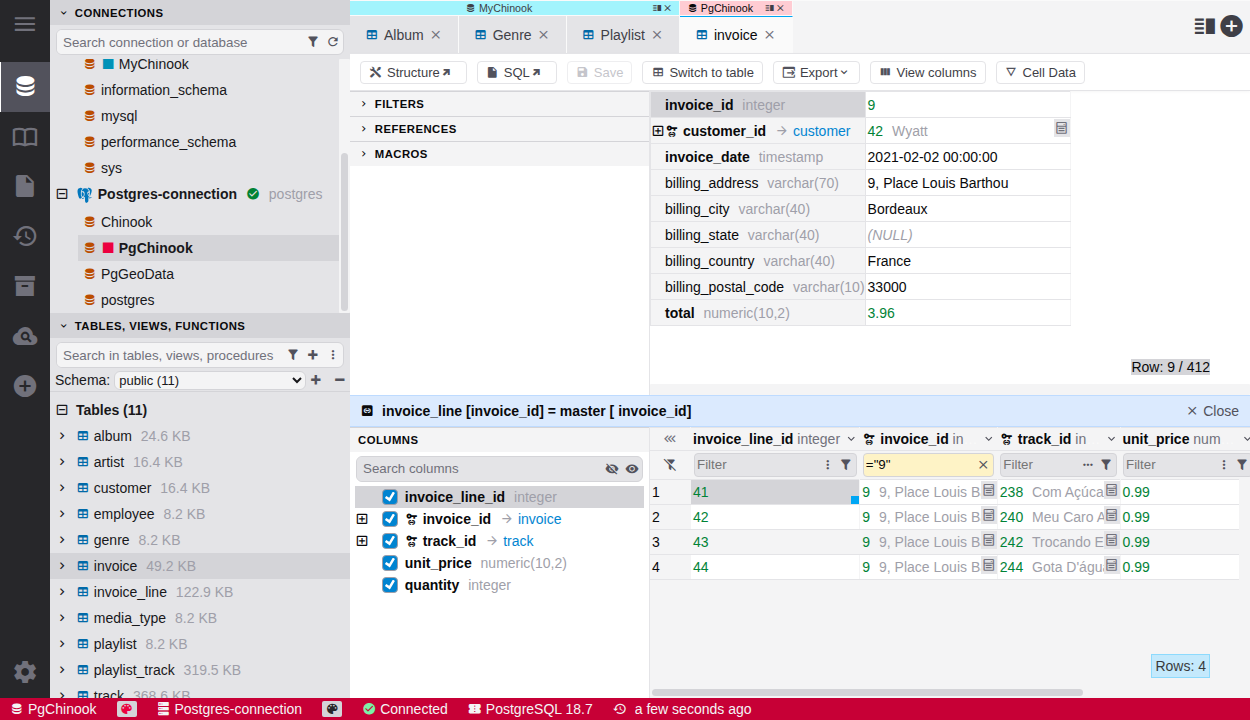 CONNECTIONS
Search connection or database
MyChinook
information_schema
mysql
performance_schema
sys
Postgres-connection postgres
Chinook
PgChinook
PgGeoData
postgres
TABLES, VIEWS, FUNCTIONS
Search in tables, views, procedures
Schema: public (11)
Tables (11)
album 24.6 KB
artist 16.4 KB
customer 16.4 KB
employee 8.2 KB
genre 8.2 KB
invoice 49.2 KB
invoice_line 122.9 KB
media_type 8.2 KB
playlist 8.2 KB
playlist_track 319.5 KB
track 368.6 KB
MyChinook PgChinook
Album Genre Playlist invoice
Structure SQL Save Switch to table Export View columns Cell Data
FILTERS
REFERENCES
MACROS
invoice_id integer 9
customer_id customer 42 Wyatt
invoice_date timestamp 2021-02-02 00:00:00
billing_address varchar(70) 9, Place Louis Barthou
billing_city varchar(40) Bordeaux
billing_state varchar(40) (NULL)
billing_country varchar(40) France
billing_postal_code varchar(10) 33000
total numeric(10,2) 3.96
Row: 9 / 412
invoice_line [invoice_id] = master [ invoice_id] Close
COLUMNS
Search columns
invoice_line_id integer
invoice_id invoice
track_id track
unit_price numeric(10,2)
quantity integer
invoice_line_id integer invoice_id in track_id in unit_price num
Filter ="9" Filter Filter
1 41 9 9, Place Louis B 238 Com Açúca 0.99
2 42 9 9, Place Louis B 240 Meu Caro A 0.99
3 43 9 9, Place Louis B 242 Trocando E 0.99
4 44 9 9, Place Louis B 244 Gota D'águ 0.99
Rows: 4
PgChinook Postgres-connection Connected PostgreSQL 18.7 a few seconds ago